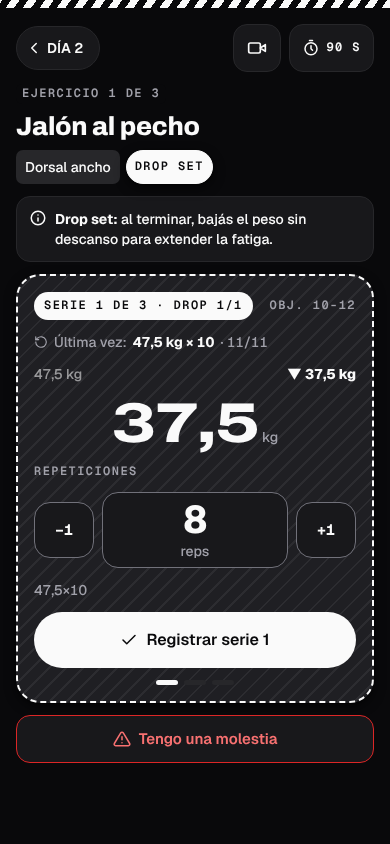 DÍA 2
90 S
EJERCICIO 1 DE 3
Jalón al pecho
Dorsal ancho
DROP SET
Drop set: al terminar, bajás el peso sin
descanso para extender la fatiga.
SERIE 1 DE 3 · DROP 1/1
OBJ. 10-12
Última vez: 47,5 kg × 10 · 11/11
47,5 kg
▼ 37,5 kg
37,5 kg
REPETICIONES
−1
8
reps
+1
47,5×10
Registrar serie 1
Tengo una molestia